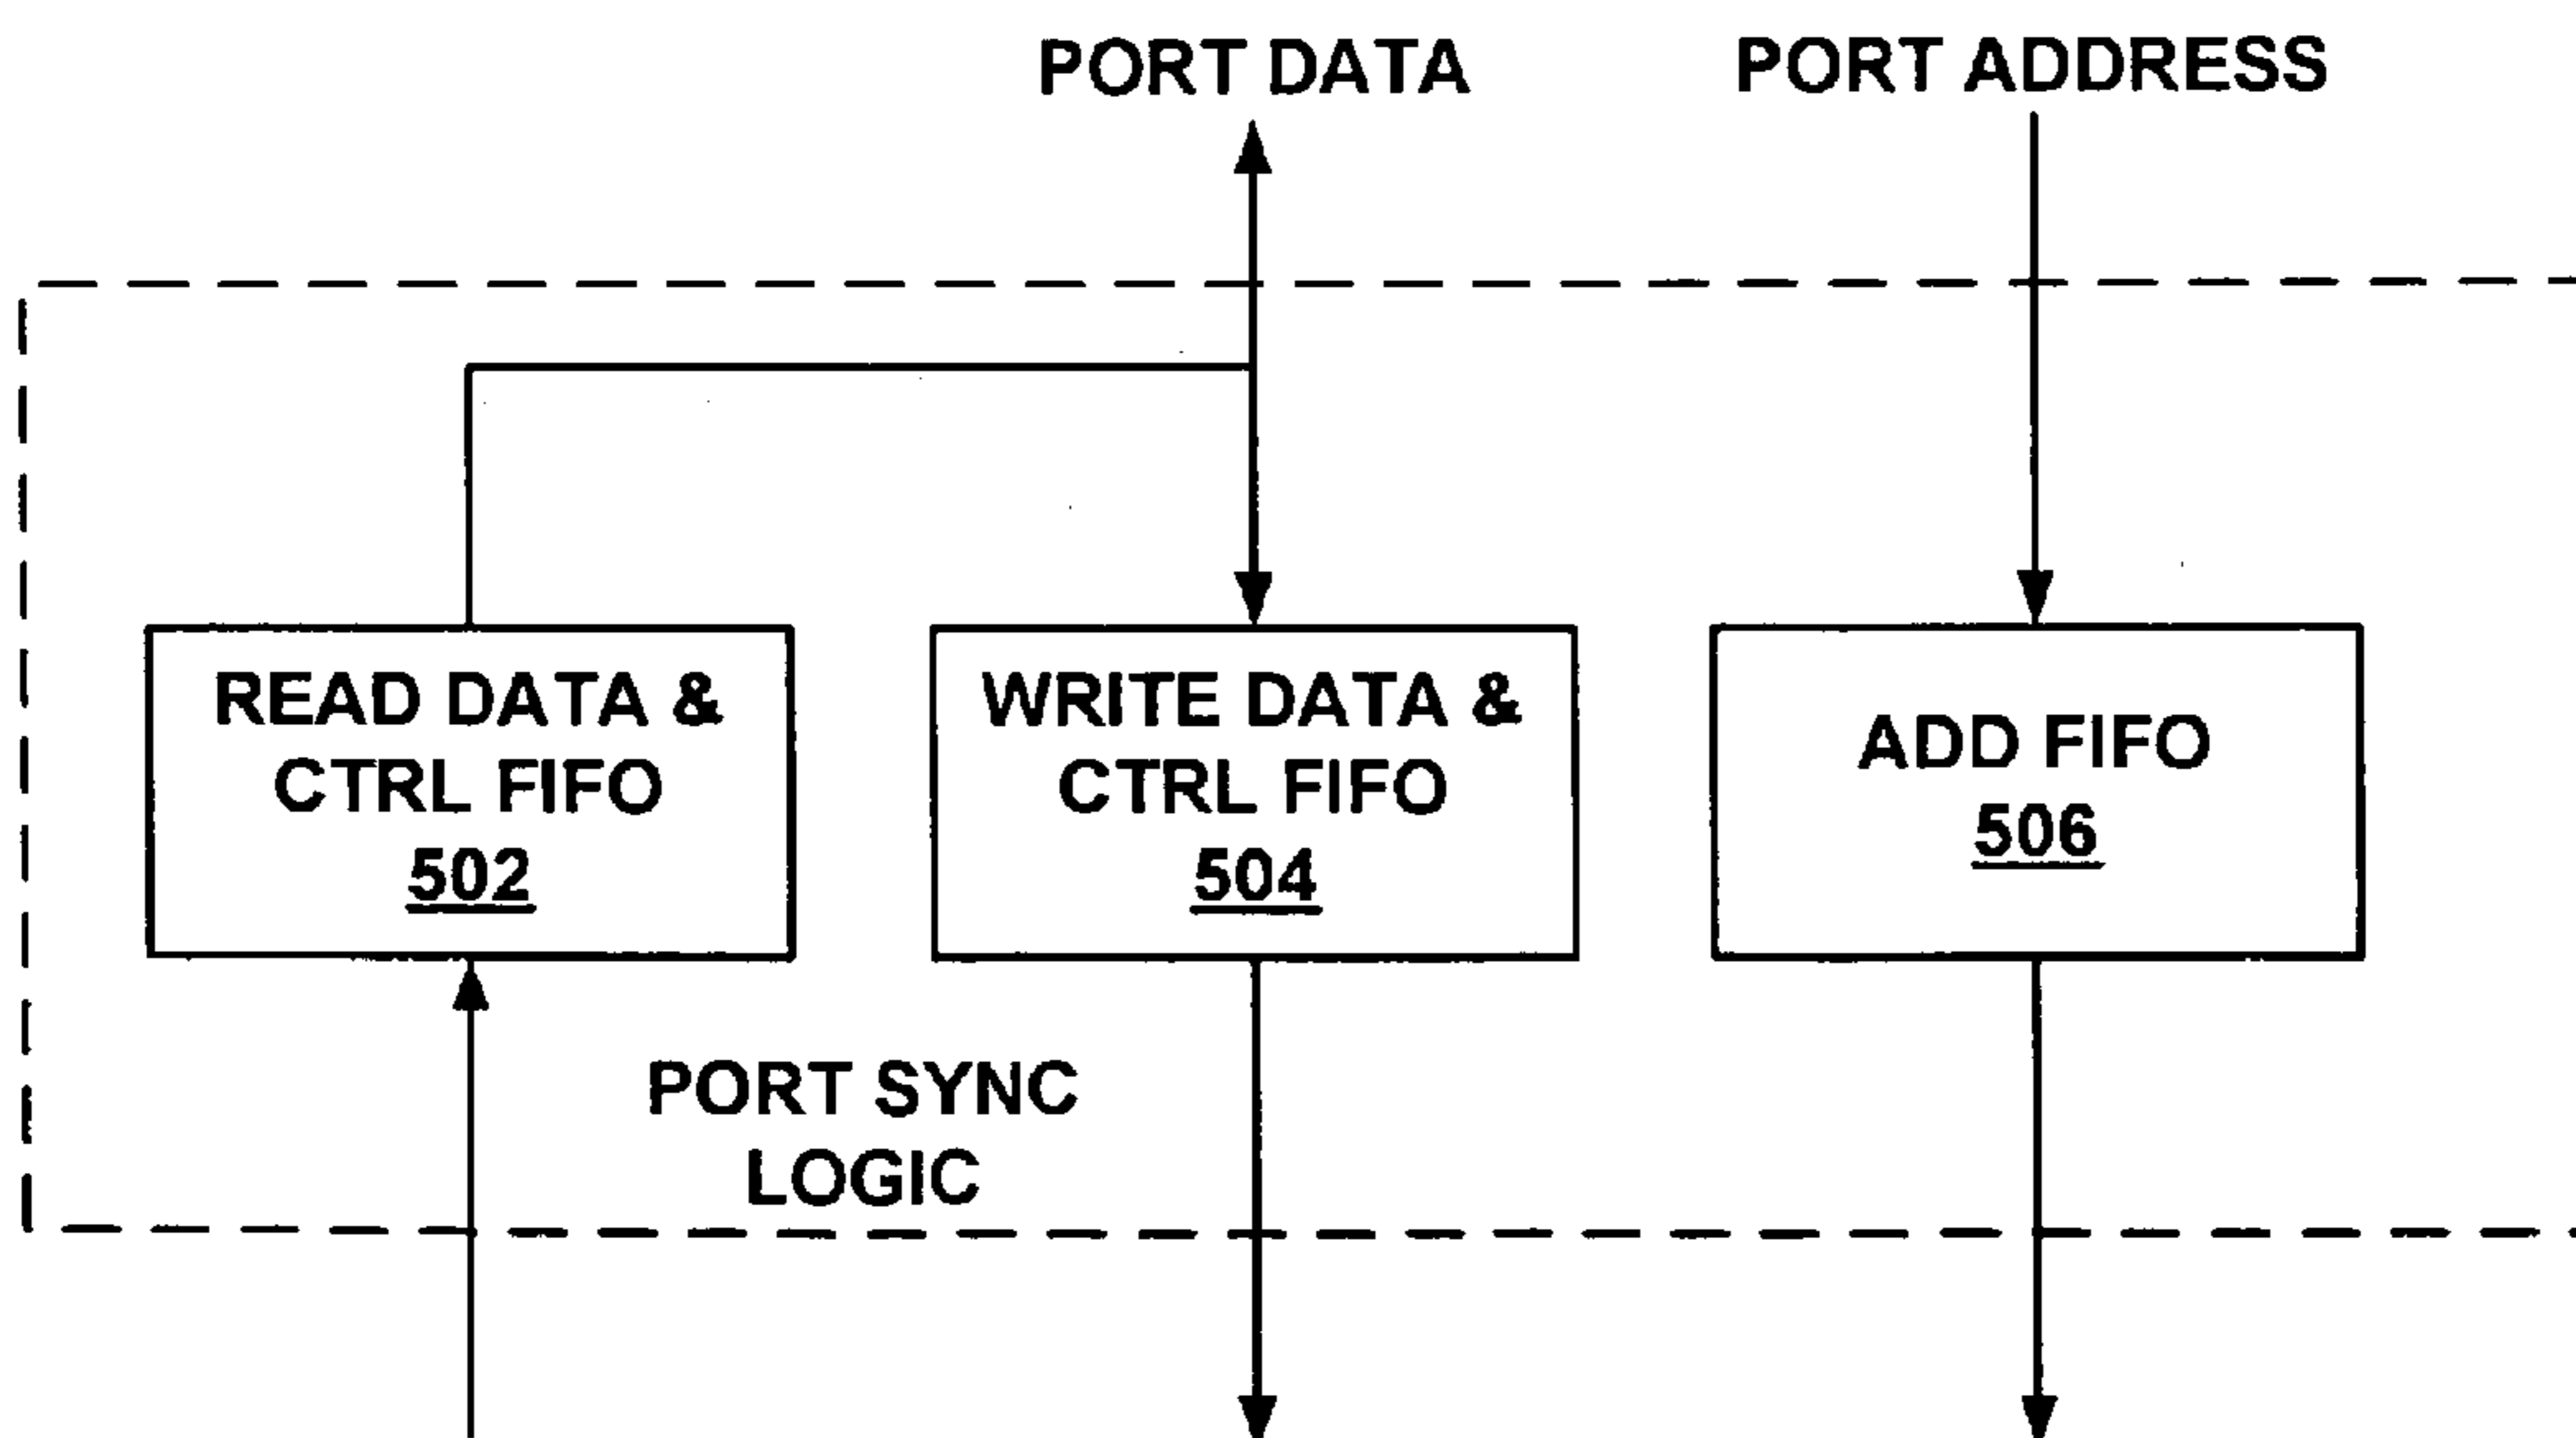 PORT DATA
PORT ADDRESS
READ DATA &
CTRL FIFO
502
WRITE DATA &
CTRL FIFO
504
ADD FIFO
506
PORT SYNC
LOGIC